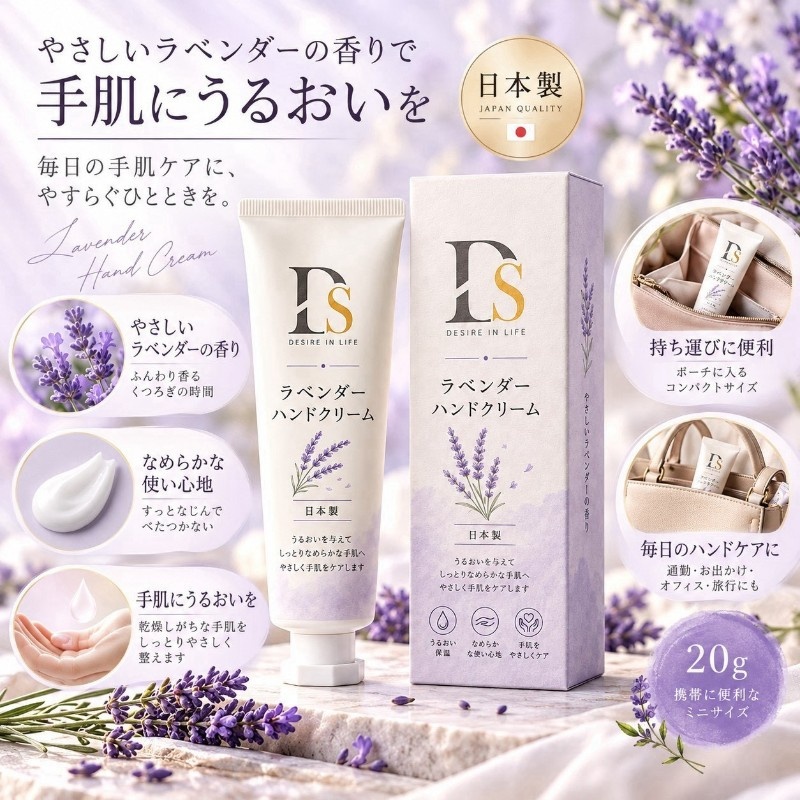 やさしいラベンダーの香りで
手肌にうるおいを
毎日の手肌ケアに、
やすらぐひとときを。
Lavender
Hand Cream
日本製
JAPAN QUALITY
やさしい
ラベンダーの香り
ふんわり香る
くつろぎの時間
なめらかな
使い心地
すっとなじんで
べたつかない
手肌にうるおいを
乾燥しがちな手肌を
しっとりやさしく
整えます
DS
DESIRE IN LIFE
ラベンダー
ハンドクリーム
日本製
うるおいを与えて
しっとりなめらかな手肌へ
やさしく手肌をケアします
DS
DESIRE IN LIFE
ラベンダー
ハンドクリーム
日本製
うるおいを与えて
しっとりなめらかな手肌へ
やさしく手肌をケアします
うるおい
保温
なめらか
な使い心地
手肌を
やさしくケア
やさしいラベンダーの香り
DS
ラベンダー
ハンドクリーム
持ち運びに便利
ポーチに入る
コンパクトサイズ
DS
毎日のハンドケアに
通勤・お出かけ・
オフィス・旅行にも
20g
携帯に便利な
ミニサイズ